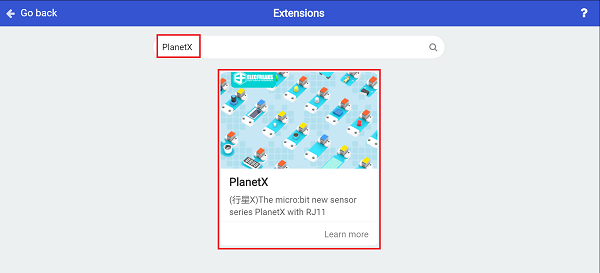 Go back
Extensions
?
PlanetX
ELECFREAKS
PlanetX
(行星X)The micro:bit new sensor
series PlanetX with RJ11
Learn more